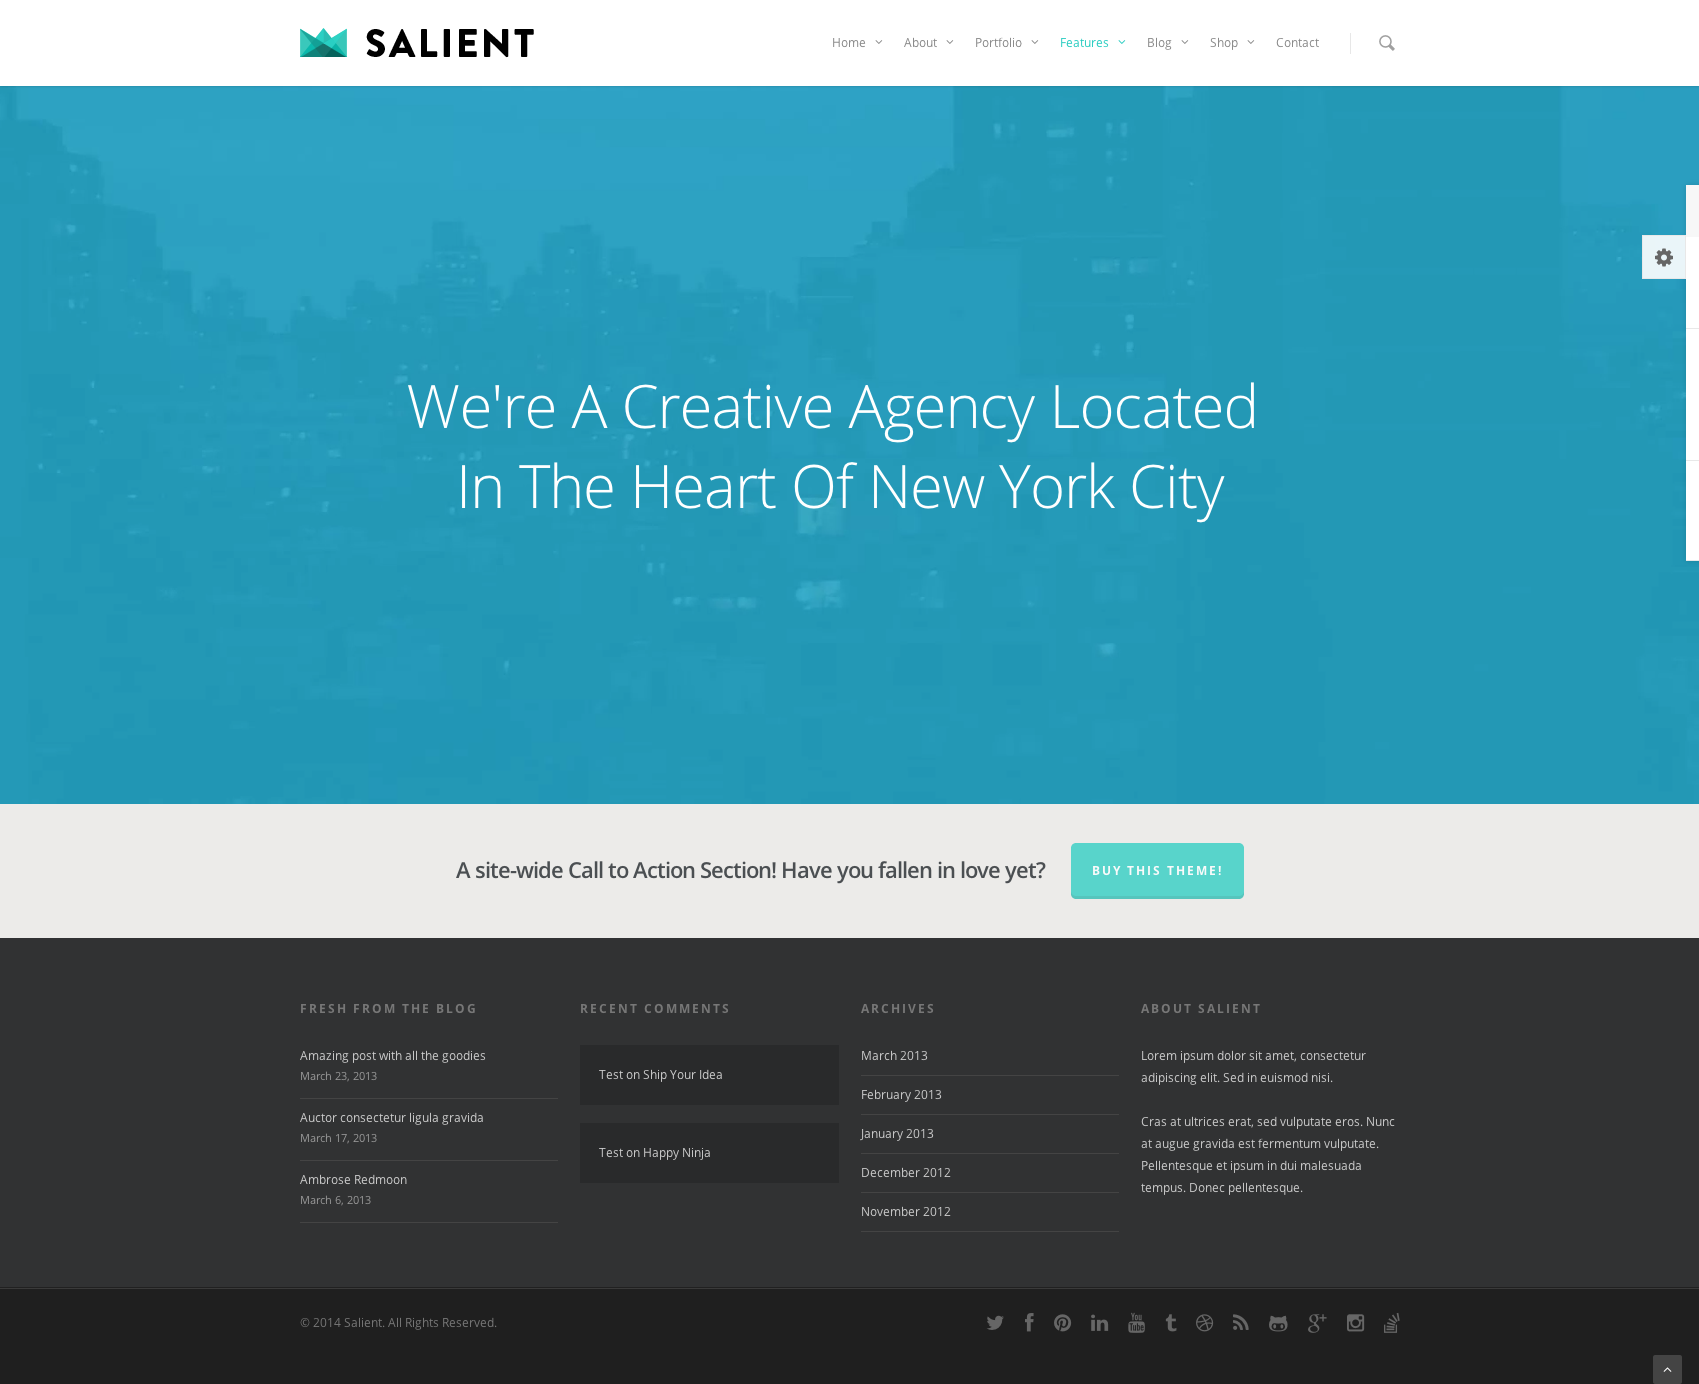 SALIENT
Home
About
Portfolio
Features
Blog
Shop
Contact
We're A Creative Agency Located
In The Heart Of New York City
A site-wide Call to Action Section! Have you fallen in love yet?
BUY THIS THEME!
FRESH FROM THE BLOG
Amazing post with all the goodies
March 23, 2013
Auctor consectetur ligula gravida
March 17, 2013
Ambrose Redmoon
March 6, 2013
RECENT COMMENTS
Test on Ship Your Idea
Test on Happy Ninja
ARCHIVES
March 2013
February 2013
January 2013
December 2012
November 2012
ABOUT SALIENT
Lorem ipsum dolor sit amet, consectetur
adipiscing elit. Sed in euismod nisi.
Cras at ultrices erat, sed vulputate eros. Nunc
at augue gravida est fermentum vulputate.
Pellentesque et ipsum in dui malesuada
tempus. Donec pellentesque.
© 2014 Salient. All Rights Reserved.